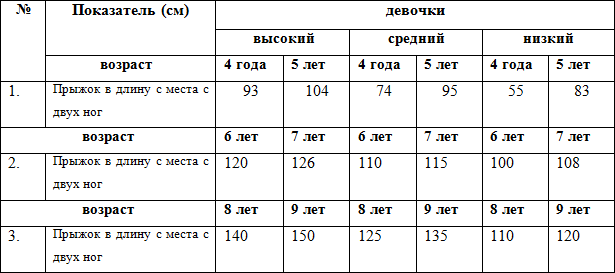 № Показатель (см) девочки
высокий средний низкий
возраст 4 года 5 лет 4 года 5 лет 4 года 5 лет
1. Прыжок в длину с места с 93 104 74 95 55 83
двух ног
возраст 6 лет 7 лет 6 лет 7 лет 6 лет 7 лет
2. Прыжок в длину с места с 120 126 110 115 100 108
двух ног
возраст 8 лет 9 лет 8 лет 9 лет 8 лет 9 лет
3. Прыжок в длину с места с 140 150 125 135 110 120
двух ног